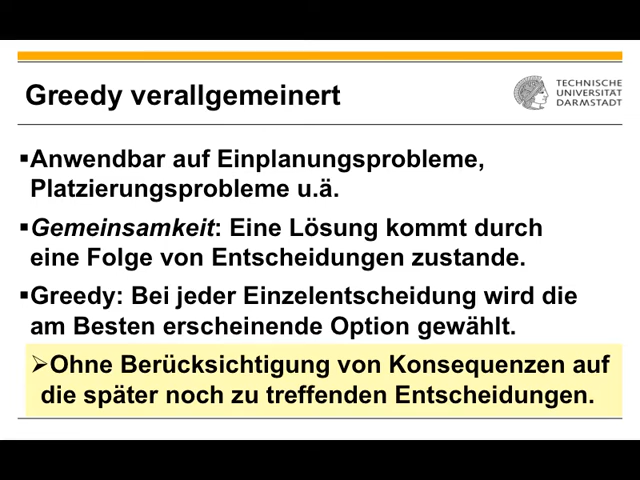 Greedy verallgemeinert
TECHNISCHE
UNIVERSITÄT
DARMSTADT
▪Anwendbar auf Einplanungsprobleme,
Platzierungsprobleme u.ä.
▪Gemeinsamkeit: Eine Lösung kommt durch
eine Folge von Entscheidungen zustande.
▪Greedy: Bei jeder Einzelentscheidung wird die
am Besten erscheinende Option gewählt.
➢Ohne Berücksichtigung von Konsequenzen auf
die später noch zu treffenden Entscheidungen.